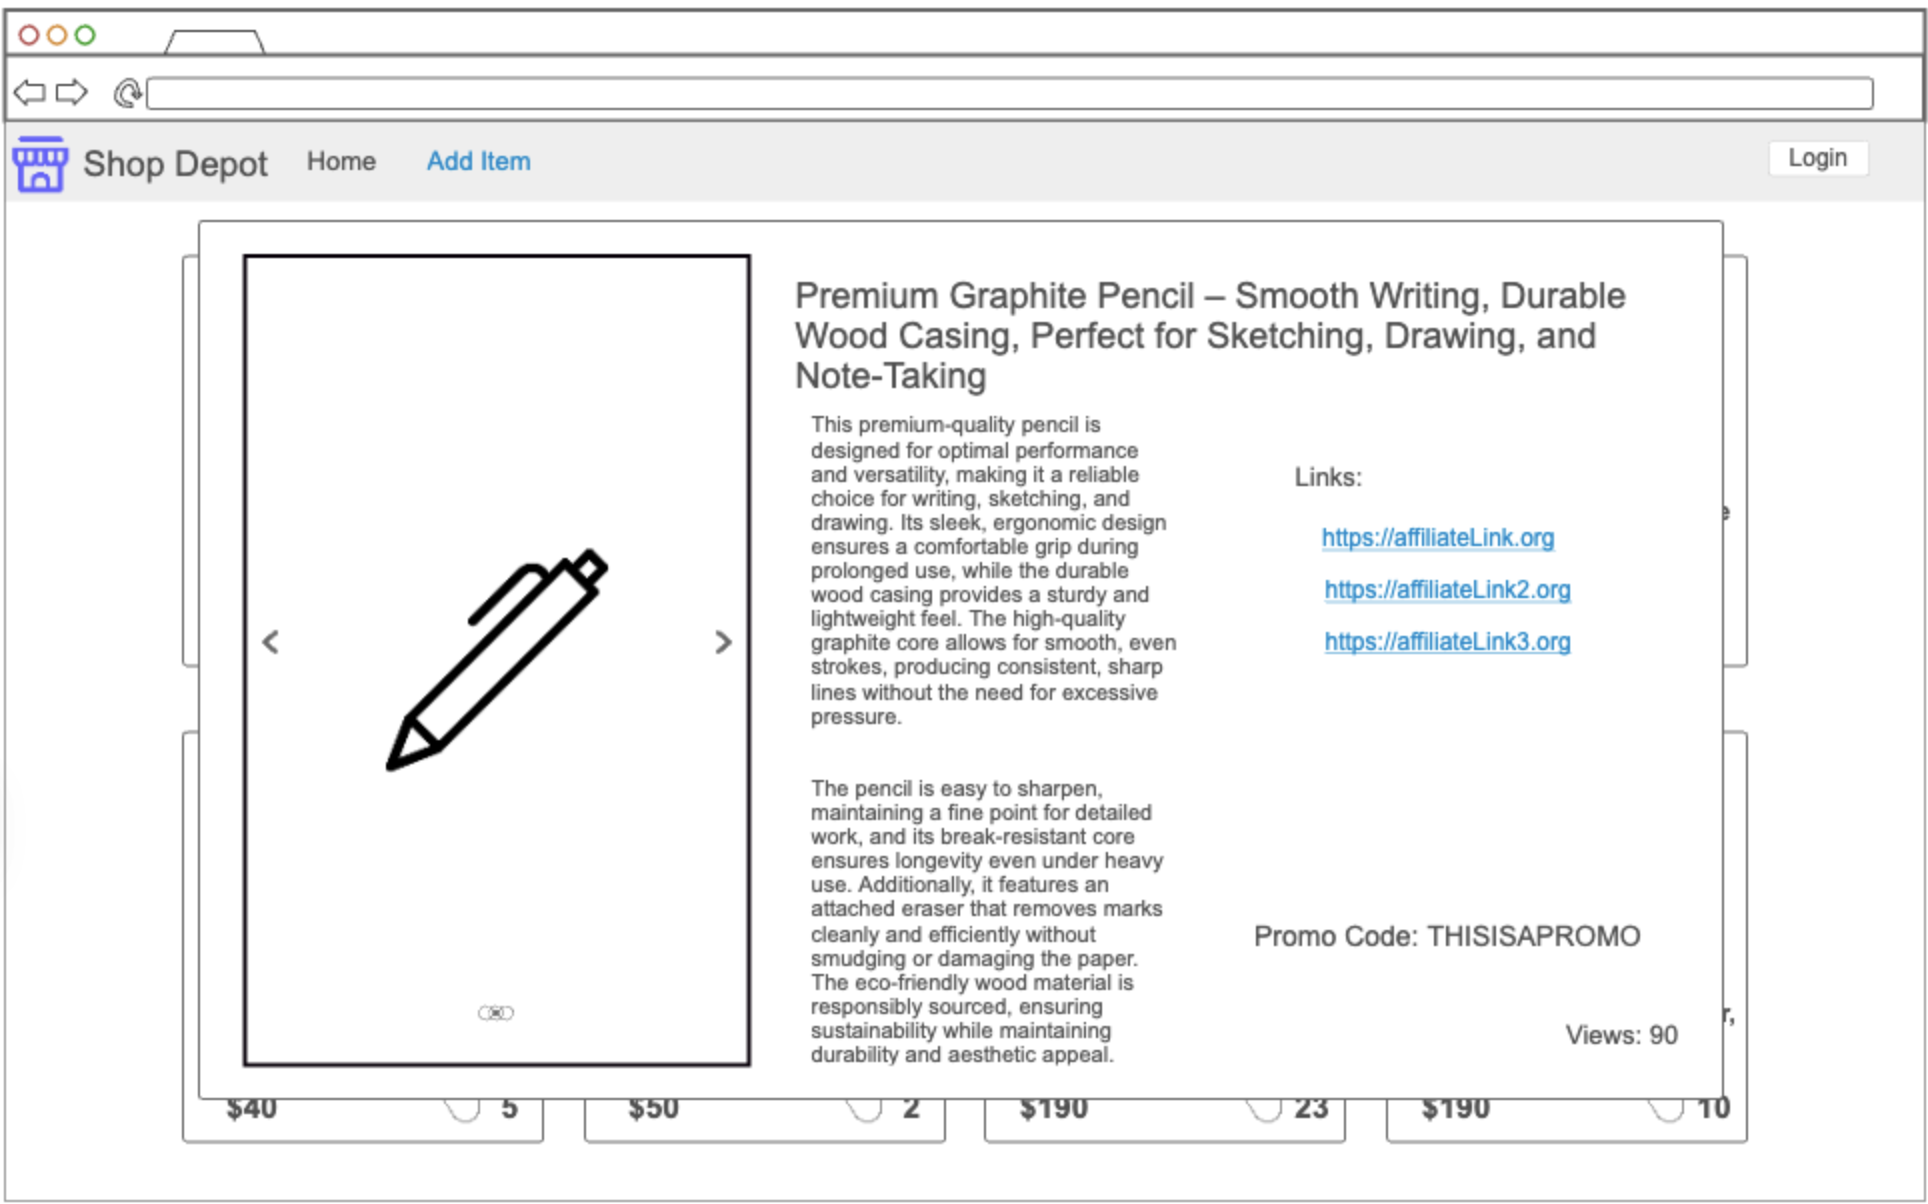 Shop Depot Home Add Item Login
Premium Graphite Pencil – Smooth Writing, Durable
Wood Casing, Perfect for Sketching, Drawing, and
Note-Taking
This premium-quality pencil is
designed for optimal performance
and versatility, making it a reliable
choice for writing, sketching, and
drawing. Its sleek, ergonomic design
ensures a comfortable grip during
prolonged use, while the durable
wood casing provides a sturdy and
lightweight feel. The high-quality
graphite core allows for smooth, even
strokes, producing consistent, sharp
lines without the need for excessive
pressure.
The pencil is easy to sharpen,
maintaining a fine point for detailed
work, and its break-resistant core
ensures longevity even under heavy
use. Additionally, it features an
attached eraser that removes marks
cleanly and efficiently without
smudging or damaging the paper.
The eco-friendly wood material is
responsibly sourced, ensuring
sustainability while maintaining
durability and aesthetic appeal.
Links:
https://affiliateLink.org
https://affiliateLink2.org
https://affiliateLink3.org
Promo Code: THISISAPROMO
Views: 90
$40 5 $50 2 $190 23 $190 10